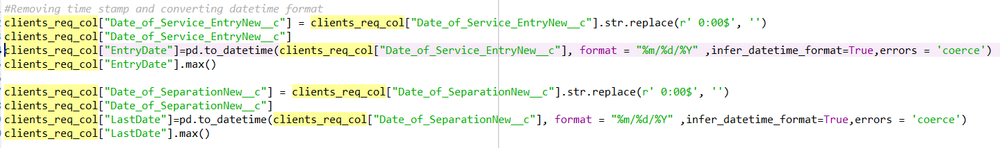 #Removing time stamp and converting datetime format
clients_req_col["Date_of_Service_EntryNew__c"] = clients_req_col["Date_of_Service_EntryNew__c"].str.replace(r' 0:00$', '')
clients_req_col["Date_of_Service_EntryNew__c"]
clients_req_col["EntryDate"]=pd.to_datetime(clients_req_col["Date_of_Service_EntryNew__c"], format = "%m/%d/%Y" ,infer_datetime_format=True,errors = 'coerce')
clients_req_col["EntryDate"].max()
clients_req_col["Date_of_SeparationNew__c"] = clients_req_col["Date_of_SeparationNew__c"].str.replace(r' 0:00$', '')
clients_req_col["Date_of_SeparationNew__c"]
clients_req_col["LastDate"]=pd.to_datetime(clients_req_col["Date_of_SeparationNew__c"], format = "%m/%d/%Y" ,infer_datetime_format=True,errors = 'coerce')
clients_req_col["LastDate"].max()